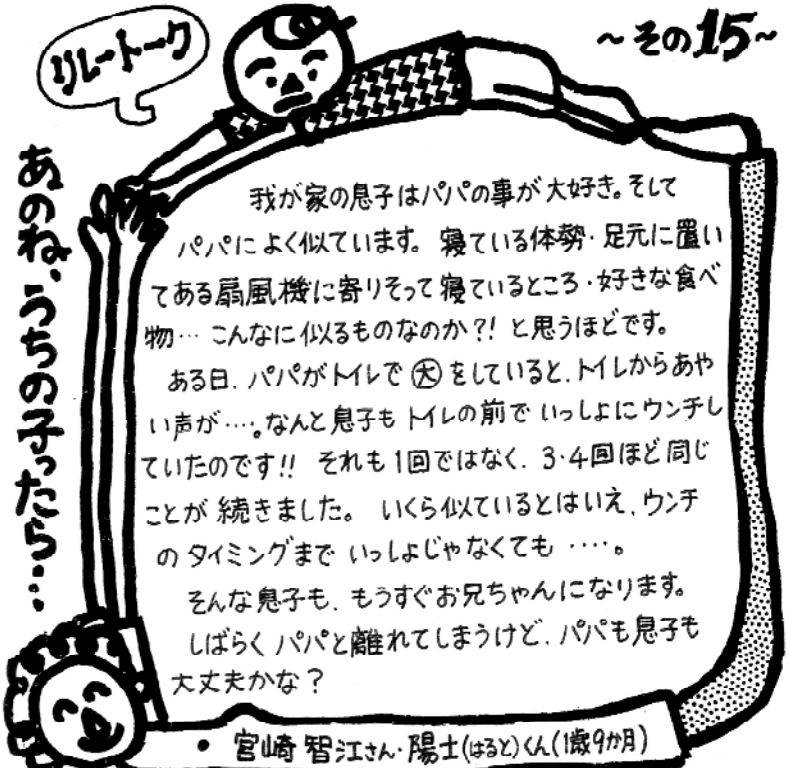 リレートーク
～その15～
あのね、うちの子ったら…
我が家の息子はパパの事が大好き。そして
パパによく似ています。寝ている体勢・足元に置い
てある扇風機に寄りそって寝ているところ・好きな食べ
物… こんなに似るものなのか?! と思うほどです。
ある日、パパがトイレで㊛をしていると、トイレからあや
い声が….。なんと息子もトイレの前でいっしょにウンチし
ていたのです!! それも1回ではなく、3・4回ほど同じ
ことが続きました。 いくら似ているとはいえ、ウンチ
のタイミングまでいっしょじゃなくても ….。
そんな息子も、もうすぐお兄ちゃんになります。
しばらくパパと離れてしまうけど、パパも息子も
大丈夫かな？
・宮崎 智江さん・陽士(はると)くん(1歳9か月)